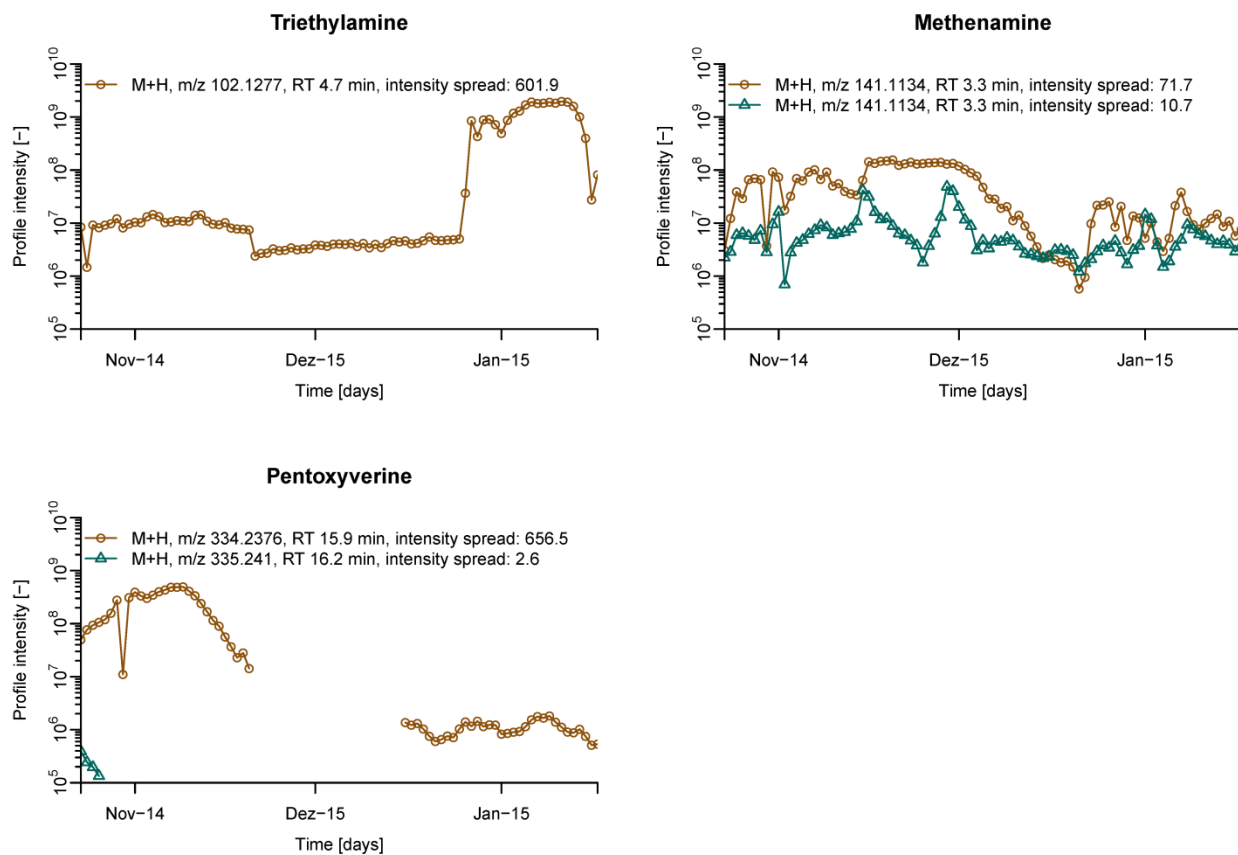 Triethylamine
M+H, m/z 102.1277, RT 4.7 min, intensity spread: 601.9
Profile intensity [−]
10^10
10^9
10^8
10^7
10^6
10^5
Nov−14
Dez−15
Jan−15
Time [days]
Methenamine
M+H, m/z 141.1134, RT 3.3 min, intensity spread: 71.7
M+H, m/z 141.1134, RT 3.3 min, intensity spread: 10.7
Profile intensity [−]
10^10
10^9
10^8
10^7
10^6
10^5
Nov−14
Dez−15
Jan−15
Time [days]
Pentoxyverine
M+H, m/z 334.2376, RT 15.9 min, intensity spread: 656.5
M+H, m/z 335.241, RT 16.2 min, intensity spread: 2.6
Profile intensity [−]
10^10
10^9
10^8
10^7
10^6
10^5
Nov−14
Dez−15
Jan−15
Time [days]